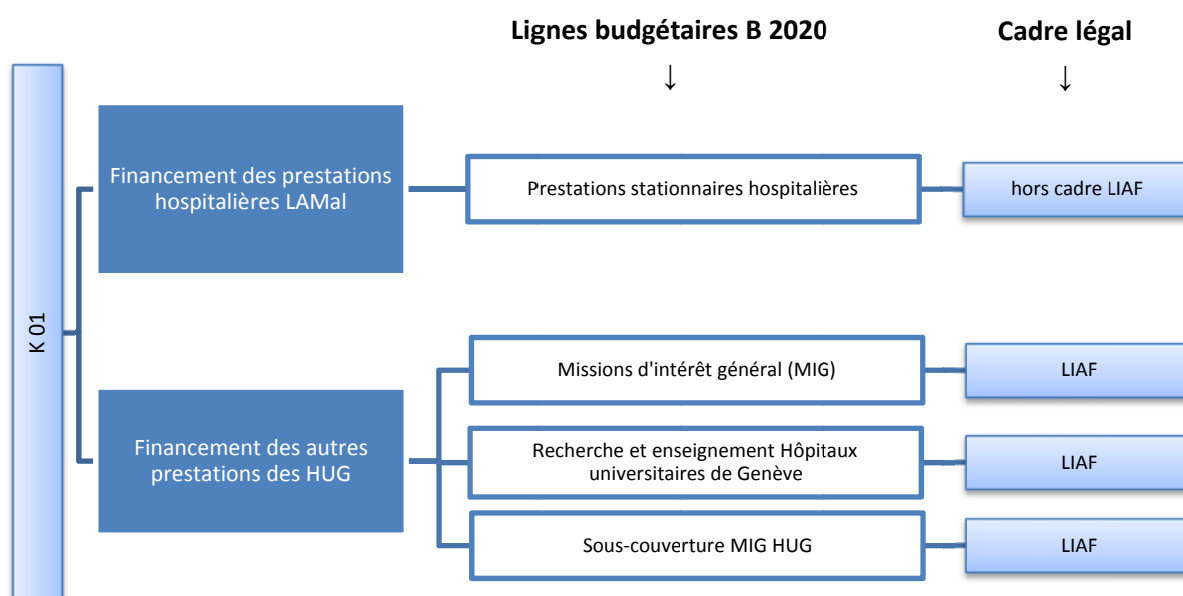 Lignes budgétaires B 2020
Cadre légal
↓
↓
K 01
Financement des prestations
hospitalières LAMal
Prestations stationnaires hospitalières
hors cadre LIAF
Financement des autres
prestations des HUG
Missions d'intérêt général (MIG)
LIAF
Recherche et enseignement Hôpitaux
universitaires de Genève
LIAF
Sous-couverture MIG HUG
LIAF